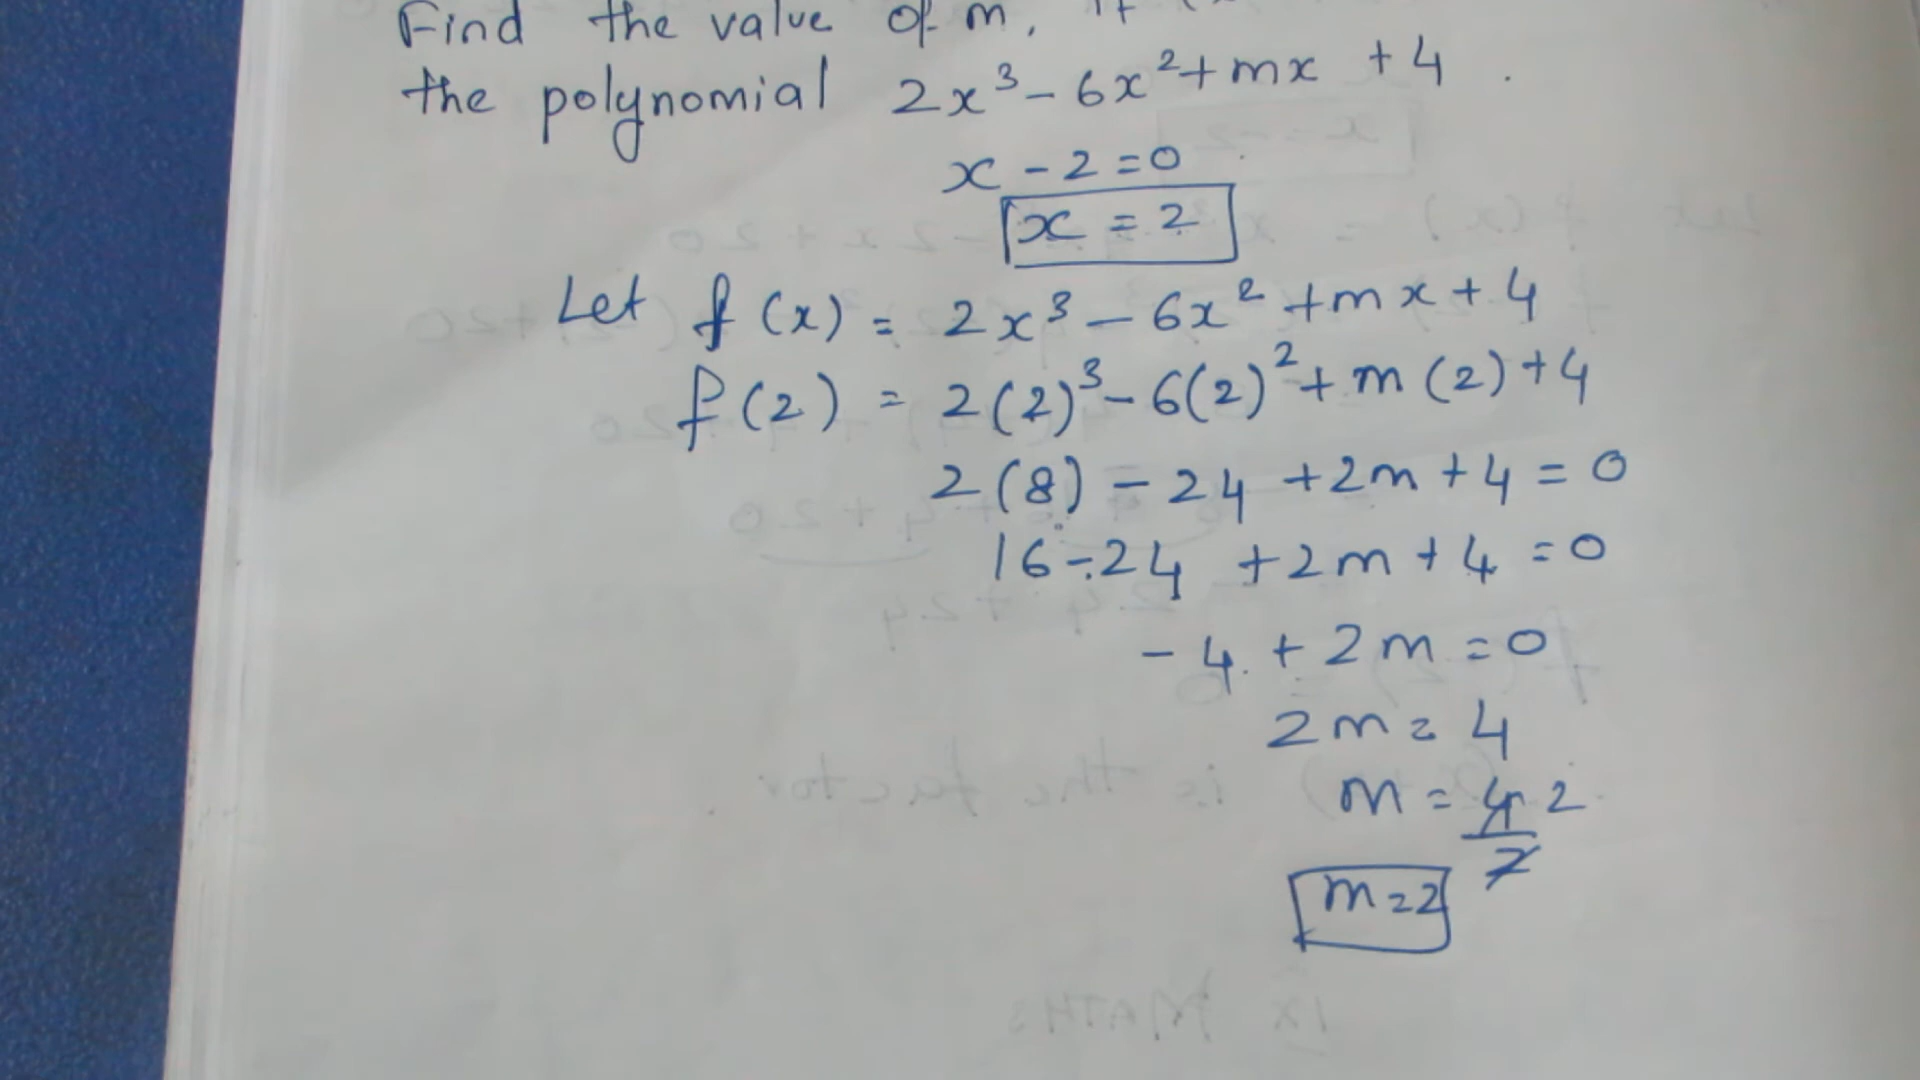 Find the value of m, if
the polynomial 2x³ - 6x² + mx + 4 .
x - 2 = 0
x = 2
Let f(x) = 2x³ - 6x² + mx + 4
f(2) = 2(2)³ - 6(2)² + m(2) + 4
2(8) - 24 + 2m + 4 = 0
16 - 24 + 2m + 4 = 0
- 4 + 2m = 0
2m = 4
m = 4/2 2
m = 2